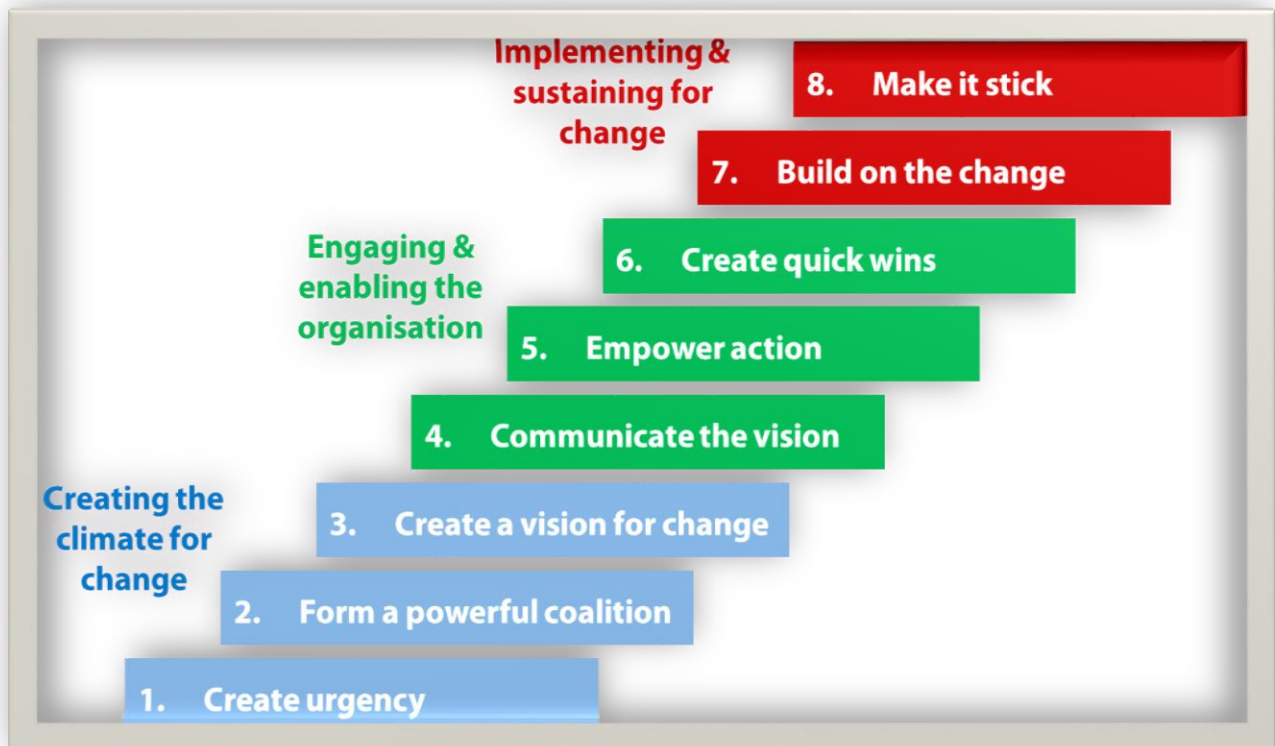 Implementing &
sustaining for
change
8. Make it stick
7. Build on the change
Engaging &
enabling the
organisation
6. Create quick wins
5. Empower action
4. Communicate the vision
Creating the
climate for
change
3. Create a vision for change
2. Form a powerful coalition
1. Create urgency